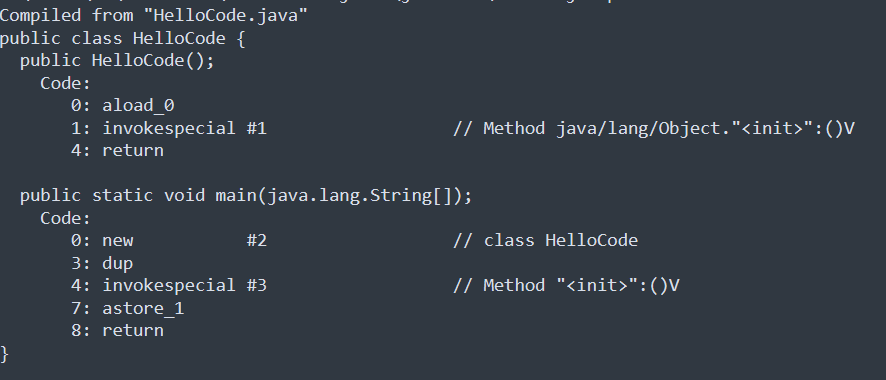 Compiled from "HelloCode.java"
public class HelloCode {
  public HelloCode();
    Code:
       0: aload_0
       1: invokespecial #1                  // Method java/lang/Object."<init>":()V
       4: return

  public static void main(java.lang.String[]);
    Code:
       0: new           #2                  // class HelloCode
       3: dup
       4: invokespecial #3                  // Method "<init>":()V
       7: astore_1
       8: return
}